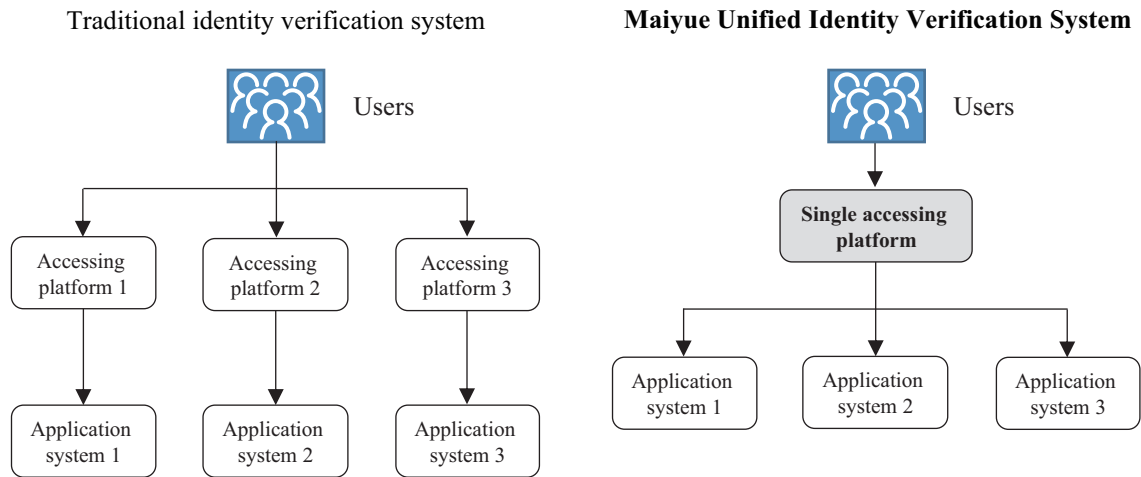 Traditional identity verification system
Users
Accessing
platform 1
Accessing
platform 2
Accessing
platform 3
Application
system 1
Application
system 2
Application
system 3
Maiyue Unified Identity Verification System
Users
Single accessing
platform
Application
system 1
Application
system 2
Application
system 3